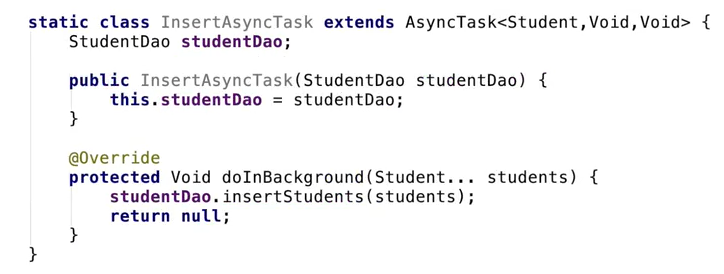 static class InsertAsyncTask extends AsyncTask<Student,Void,Void> {
    StudentDao studentDao;

    public InsertAsyncTask(StudentDao studentDao) {
        this.studentDao = studentDao;
    }

    @Override
    protected Void doInBackground(Student... students) {
        studentDao.insertStudents(students);
        return null;
    }
}